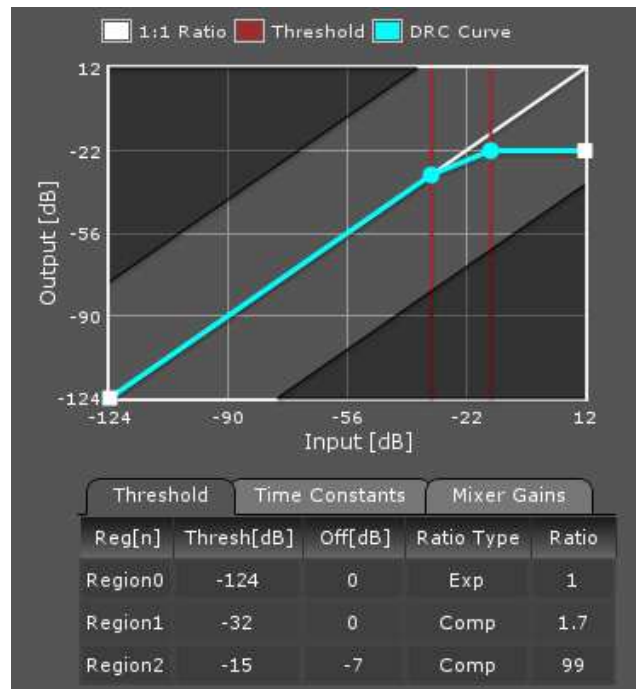 1:1 Ratio Threshold DRC Curve
12
-22
-56
-90
-124
Output [dB]
-124 -90 -56 -22 12
Input [dB]
Threshold Time Constants Mixer Gains
Reg[n] Thresh[dB] Off[dB] Ratio Type Ratio
Region0 -124 0 Exp 1
Region1 -32 0 Comp 1.7
Region2 -15 -7 Comp 99